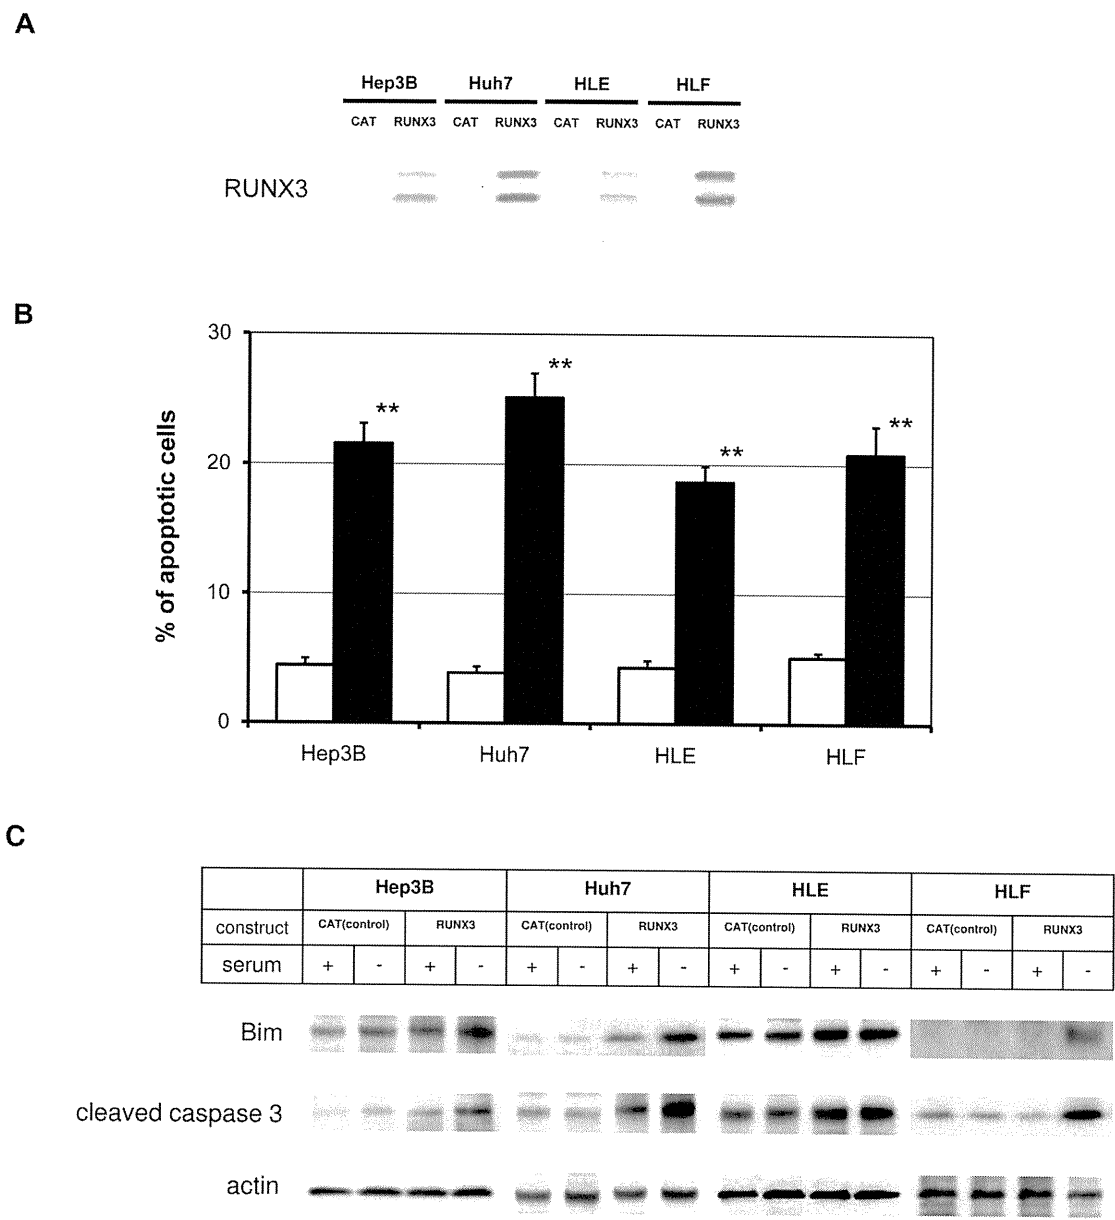 A
Hep3B Huh7 HLE HLF
CAT RUNX3 CAT RUNX3 CAT RUNX3 CAT RUNX3
RUNX3
B
30
20
10
0
% of apoptotic cells
** ** ** **
Hep3B Huh7 HLE HLF
C
Hep3B Huh7 HLE HLF
construct CAT(control) RUNX3 CAT(control) RUNX3 CAT(control) RUNX3 CAT(control) RUNX3
serum + - + - + - + - + - + - + - + -
Bim
cleaved caspase 3
actin